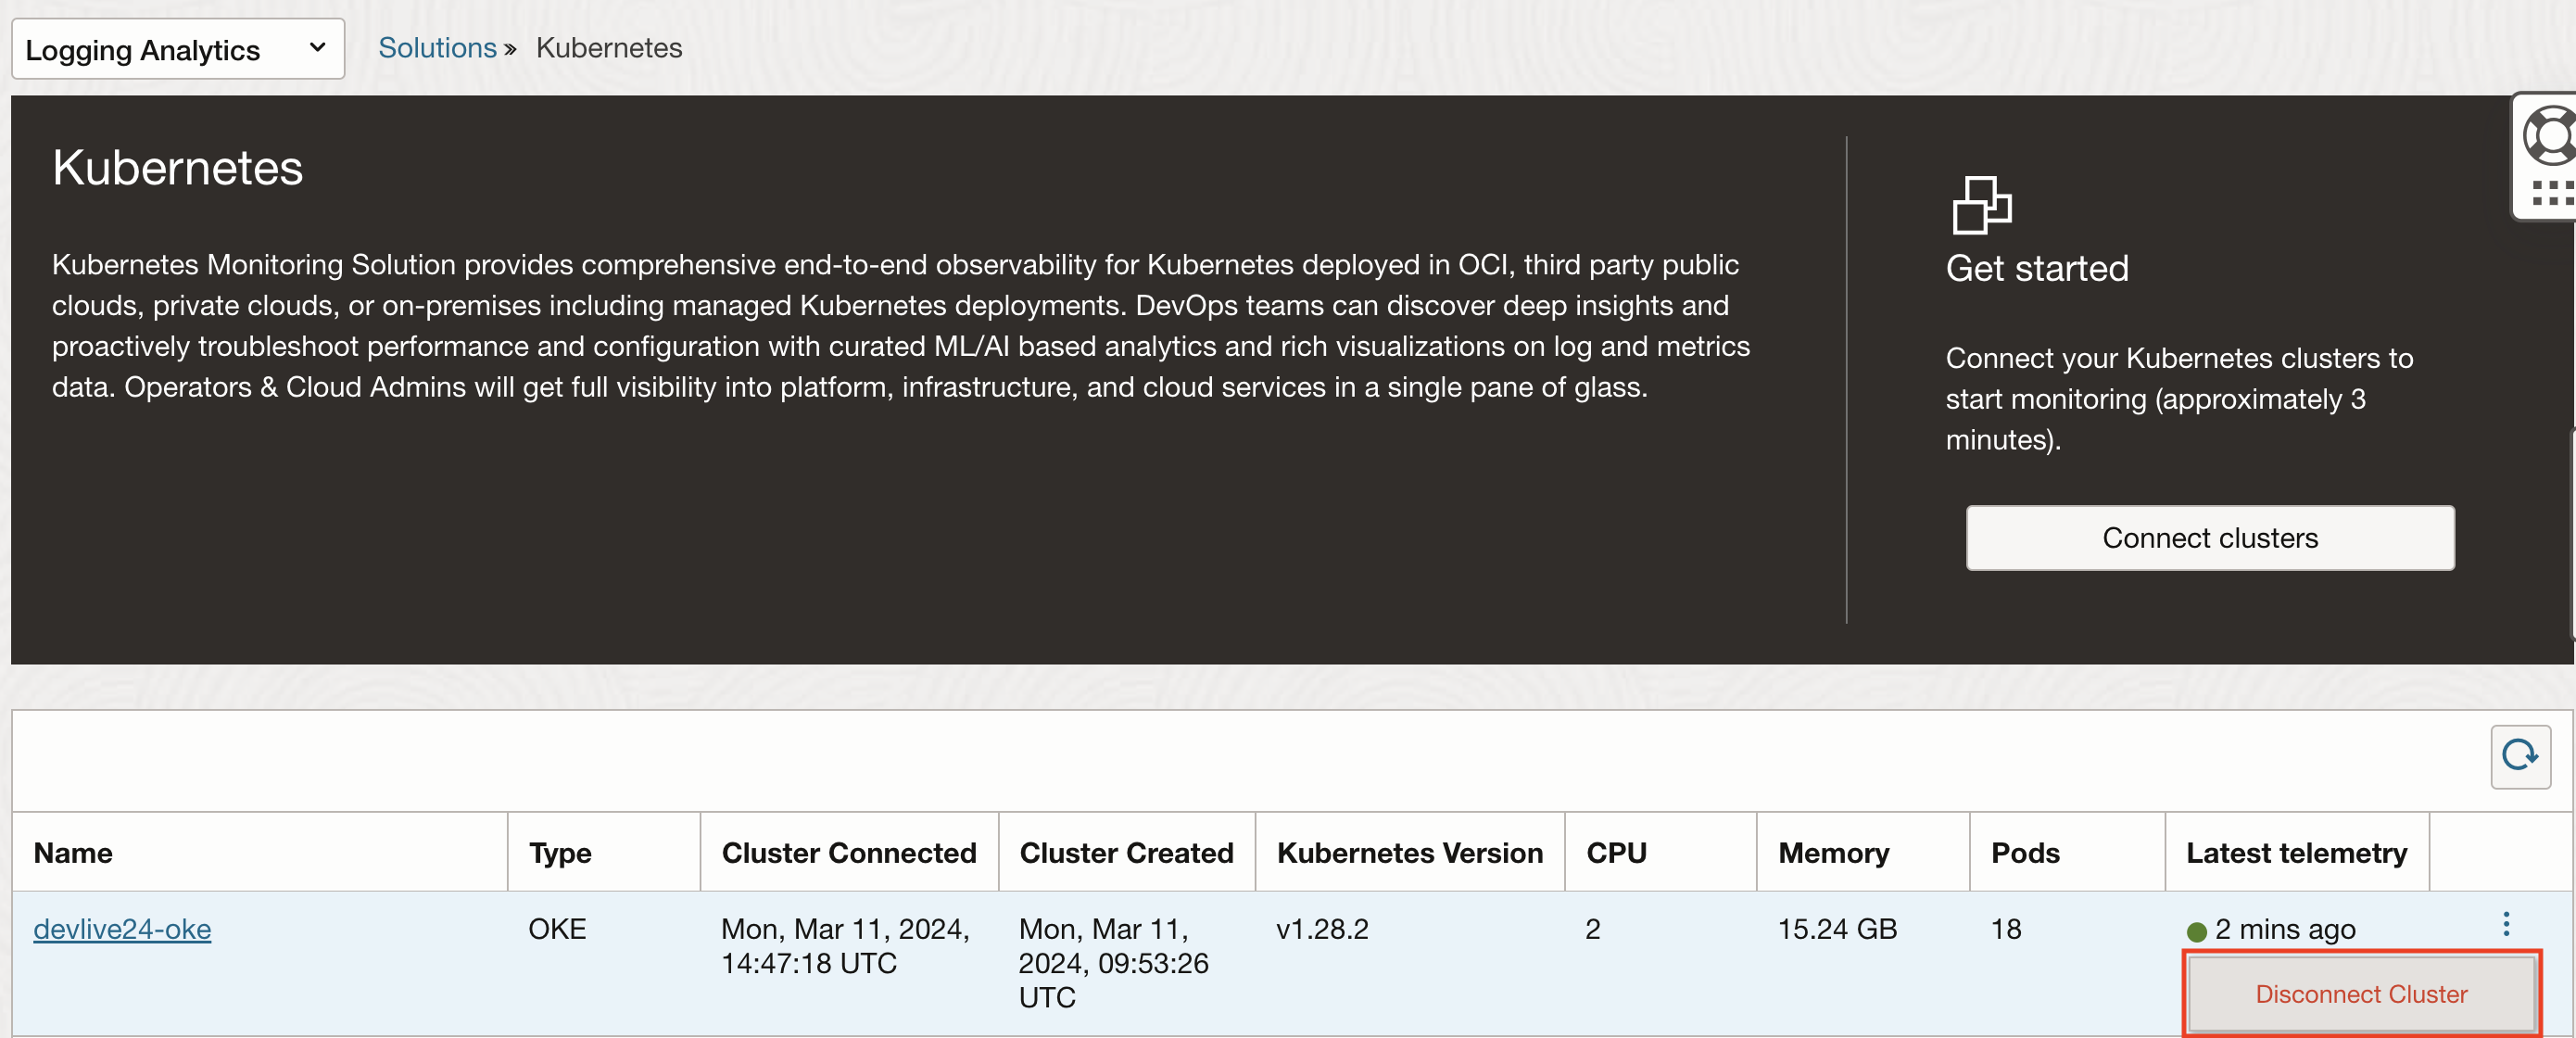 Logging Analytics
Solutions » Kubernetes
Kubernetes
Kubernetes Monitoring Solution provides comprehensive end-to-end observability for Kubernetes deployed in OCI, third party public
clouds, private clouds, or on-premises including managed Kubernetes deployments. DevOps teams can discover deep insights and
proactively troubleshoot performance and configuration with curated ML/AI based analytics and rich visualizations on log and metrics
data. Operators & Cloud Admins will get full visibility into platform, infrastructure, and cloud services in a single pane of glass.
Get started
Connect your Kubernetes clusters to
start monitoring (approximately 3
minutes).
Connect clusters
Name Type Cluster Connected Cluster Created Kubernetes Version CPU Memory Pods Latest telemetry
devlive24-oke OKE Mon, Mar 11, 2024, Mon, Mar 11, v1.28.2 2 15.24 GB 18 2 mins ago
14:47:18 UTC 2024, 09:53:26
UTC
Disconnect Cluster